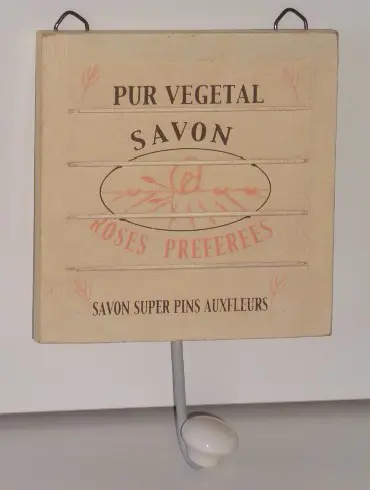 PUR VEGETAL
SAVON
ROSES PREFEREES
SAVON SUPER PINS AUXFLEURS